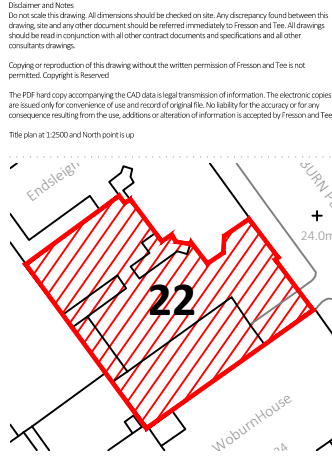 Disclaimer and Notes
Do not scale this drawing. All dimensions should be checked on site. Any discrepancy found between this
drawing, site and any other document should be referred immediately to Fresson and Tee. All drawings
should be read in conjunction with all other contract documents and specifications and all other
consultants drawings.
Copying or reproduction of this drawing without the written permission of Fresson and Tee is not
permitted. Copyright is Reserved
The PDF hard copy accompanying the CAD data is legal transmission of information. The electronic copies
are issued only for convenience of use and record of original file. No liability for the accuracy or for any
consequence resulting from the use, additions or alteration of information is accepted by Fresson and Tee
Title plan at 1:2500 and North point is up
Endsleigh
BURN P
24.0m
22
WoburnHouse
24